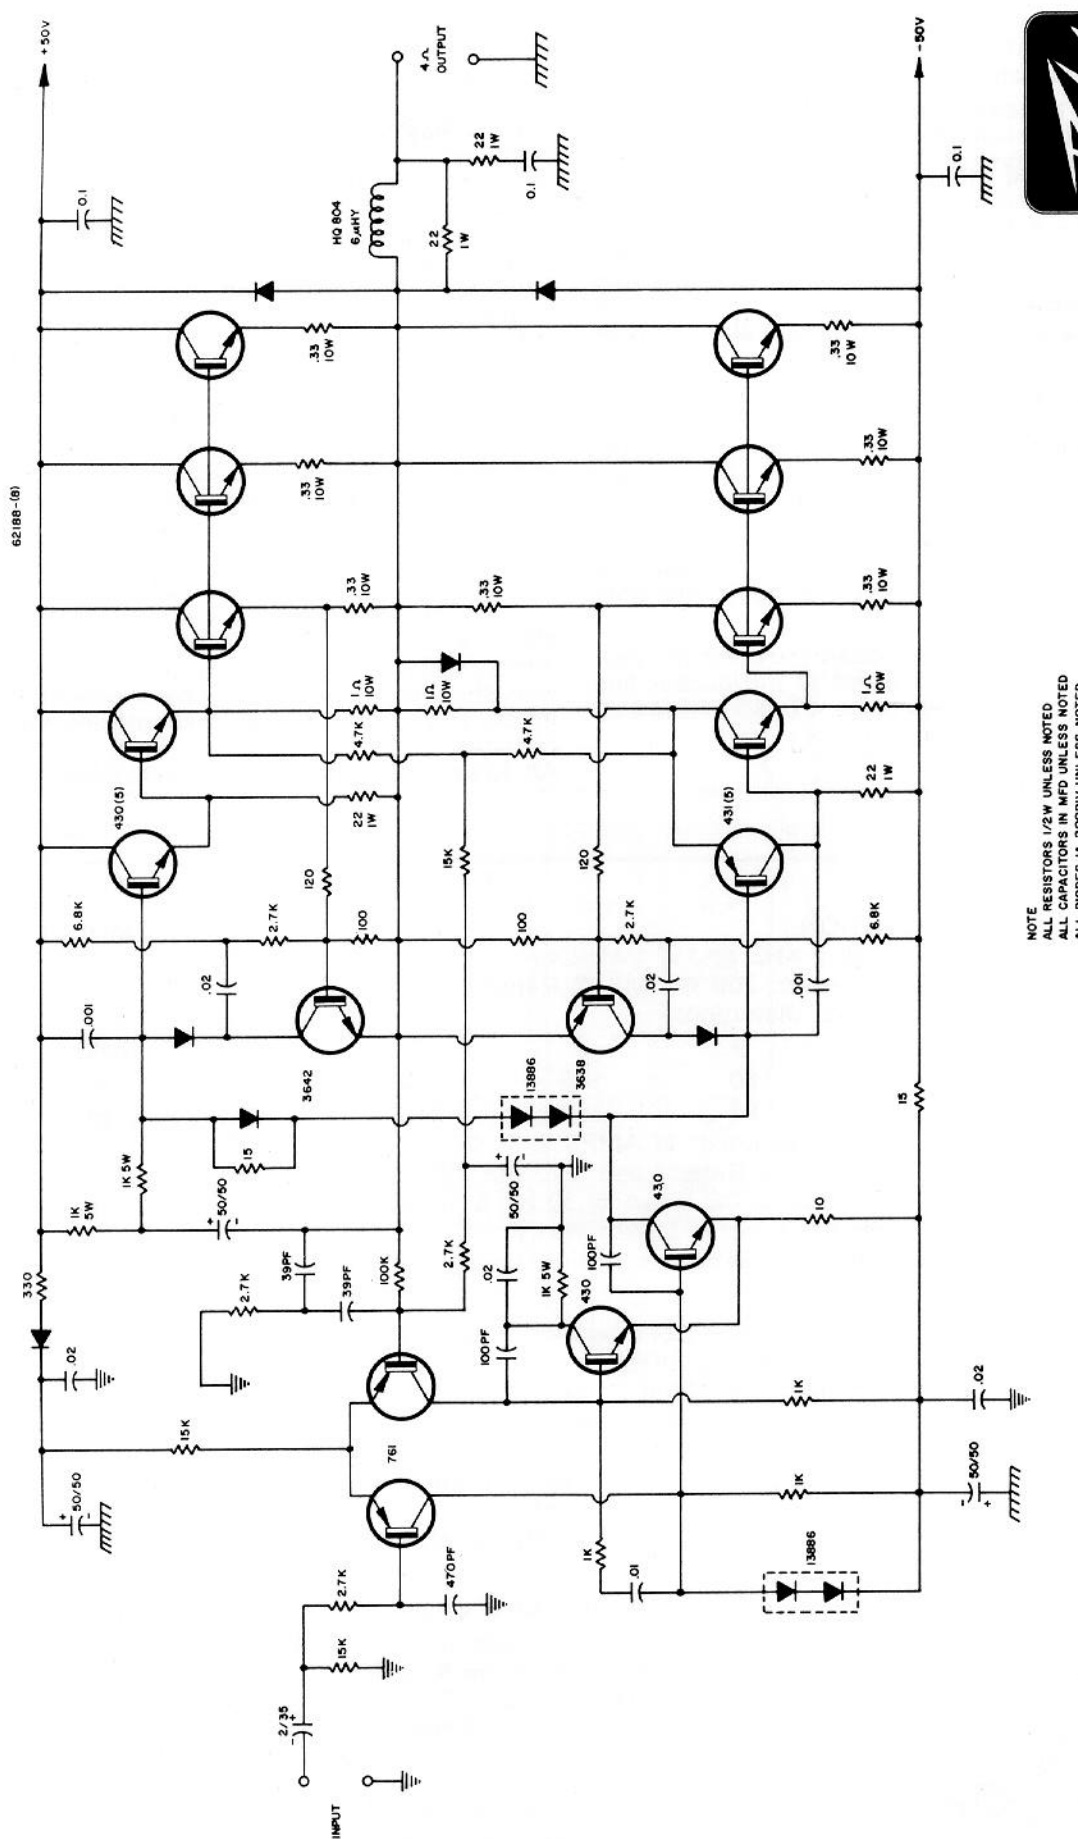 62188-(8)
330
+50V
50/50
+
-
.02
1K
5W
6.8K
.001
0.1
15K
1K 5W
430(5)
50/50
+
-
.02
15
2.7K
2.7K
39PF
39PF
3642
120
22
1W
4.7K
1Ω
10W
.33
10W
.33
10W
.33
10W
HQ 804
6μHY
INPUT
-2/35
+
15K
2.7K
470PF
761
100K
100
22
1W
4Ω
OUTPUT
2.7K
15K
1Ω
10W
.33
10W
22
1W
0.1
100PF
.02
1K 5W
50/50
+
-
13886
3638
100
120
4.7K
430
100PF
430
2.7K
.02
431(5)
1K
.01
13886
1K
1K
10
.001
6.8K
22
1W
1Ω
10W
.33
10W
.33
10W
.33
10W
15
-50V
50/50
-
+
.02
0.1
NOTE
ALL RESISTORS 1/2W UNLESS NOTED
ALL CAPACITORS IN MFD UNLESS NOTED